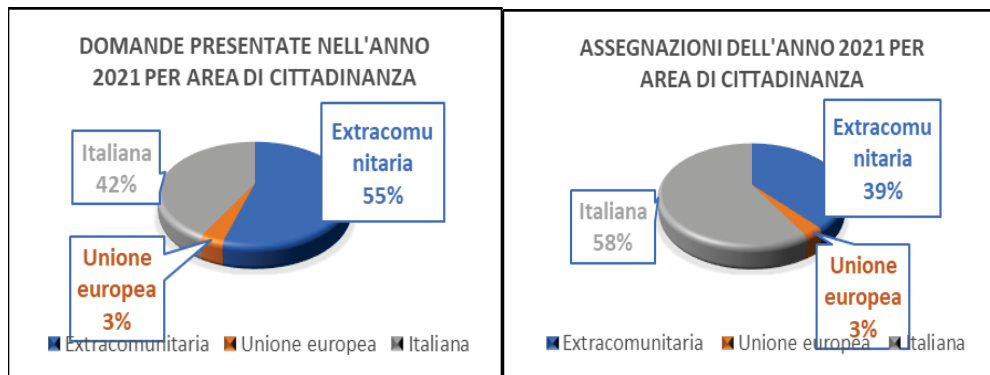 DOMANDE PRESENTATE NELL'ANNO
2021 PER AREA DI CITTADINANZA
Extracomu
nitaria
55%
Italiana
42%
Unione
europea
3%
Extracomunitaria
Unione europea
Italiana
ASSEGNAZIONI DELL'ANNO 2021 PER
AREA DI CITTADINANZA
Extracomu
nitaria
39%
Italiana
58%
Unione
europea
3%
Extracomunitaria
Unione europea
Italiana